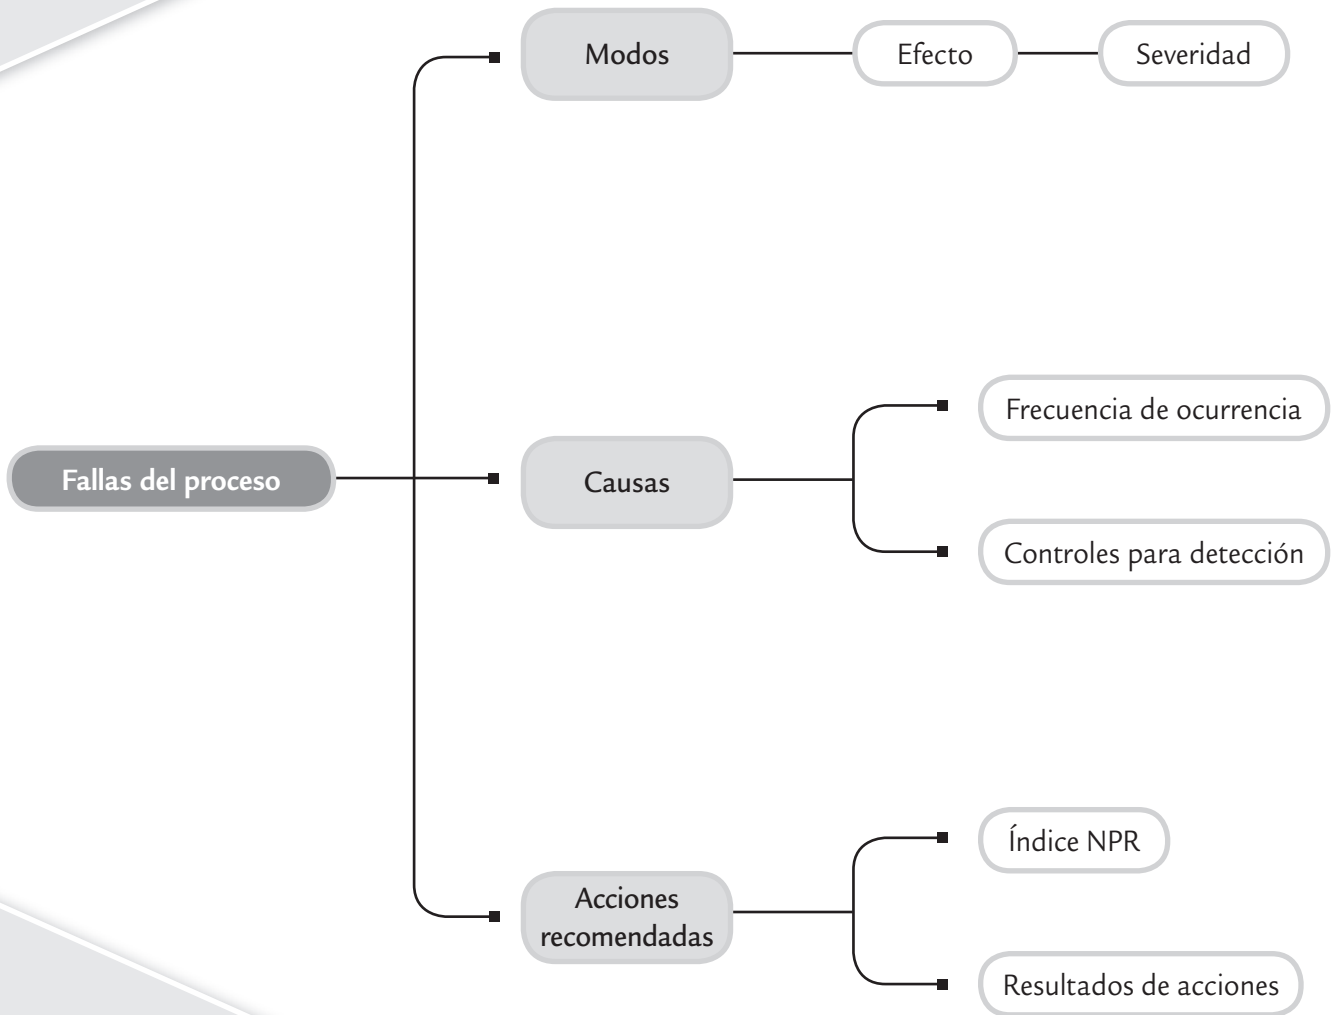 Modos
Efecto
Severidad
Frecuencia de ocurrencia
Fallas del proceso
Causas
Controles para detección
Índice NPR
Acciones
recomendadas
Resultados de acciones